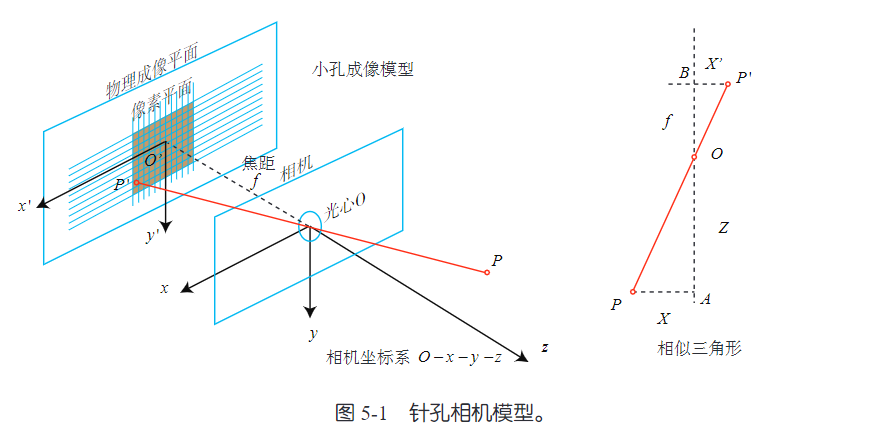 物理成像平面
像素平面
小孔成像模型
O'
焦距
f
相机
P'
x'
y'
光心O
P
x
y
z
相机坐标系 O-x-y-z
B
X'
P'
f
O
Z
P
A
X
相似三角形
图 5-1 针孔相机模型。